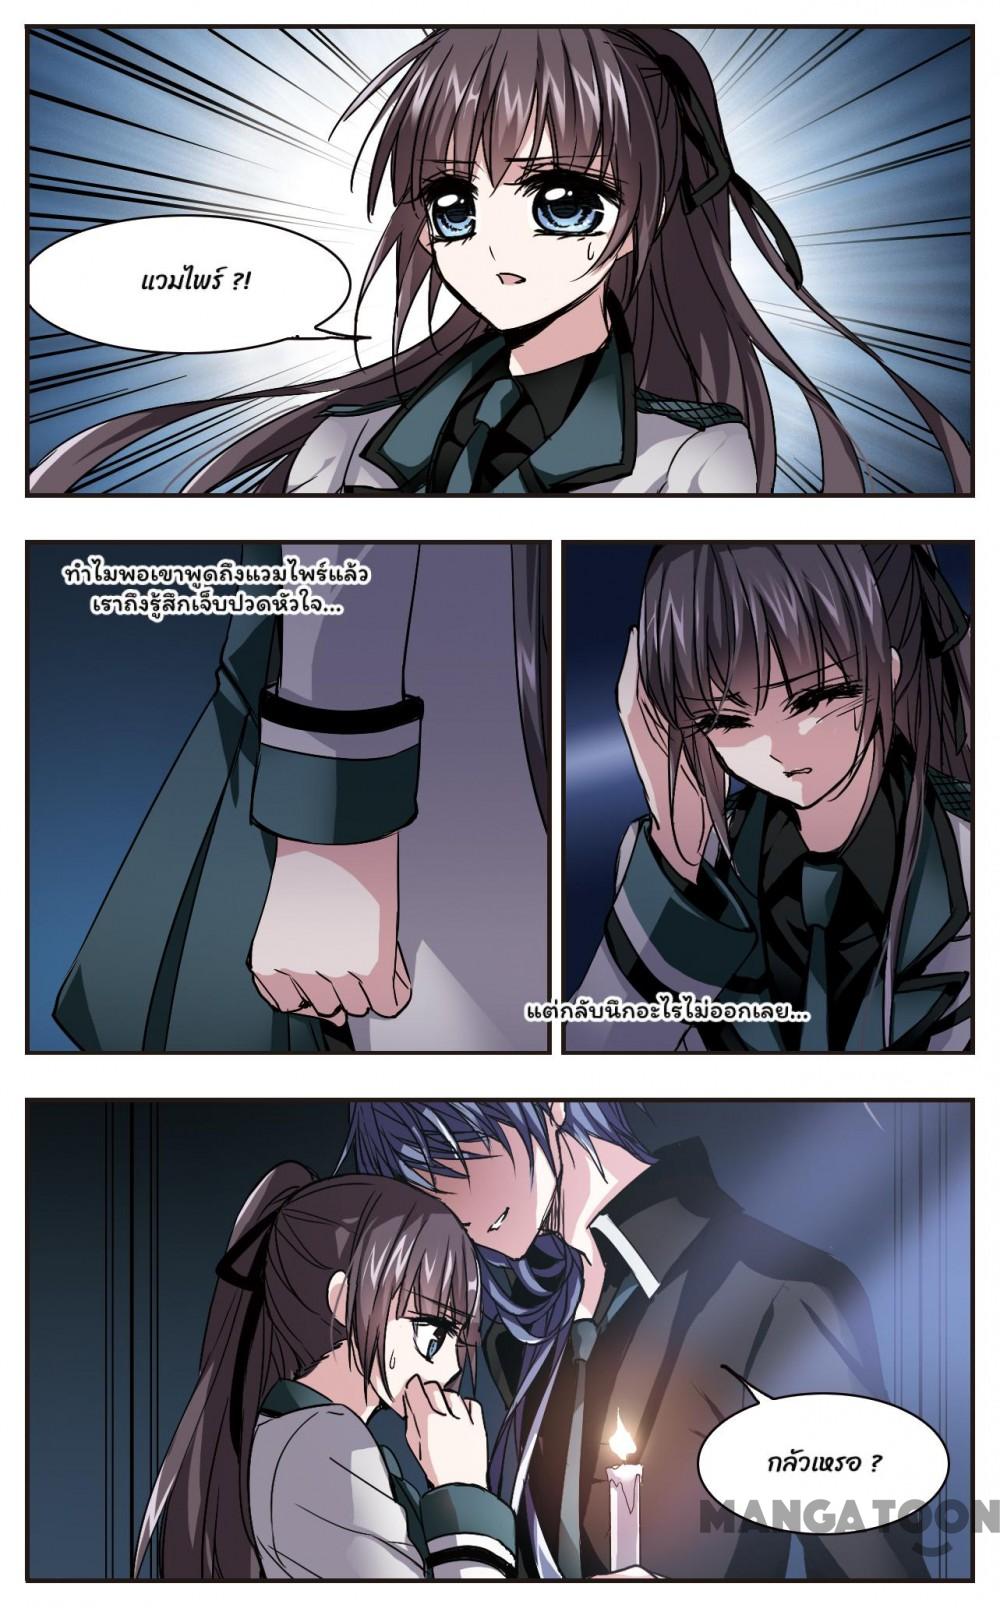 แวมไพร์ ?!
ทำไมพอเขาพูดถึงแวมไพร์แล้ว
เราถึงรู้สึกเจ็บปวดหัวใจ...
แต่กลับนึกอะไรไม่ออกเลย...
กลัวเหรอ ?
MANGATOON